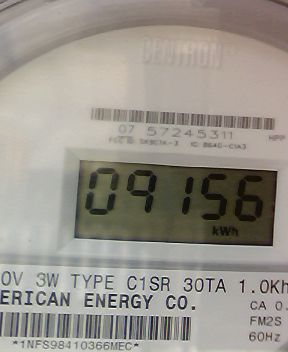 CENTRON
07 57245311
HPP
09156
kWh
0V 3W TYPE C1SR 30TA 1.0Kh
ERICAN ENERGY CO.
CA 0.
FM2S
60Hz
*1NFS98410366MEC*